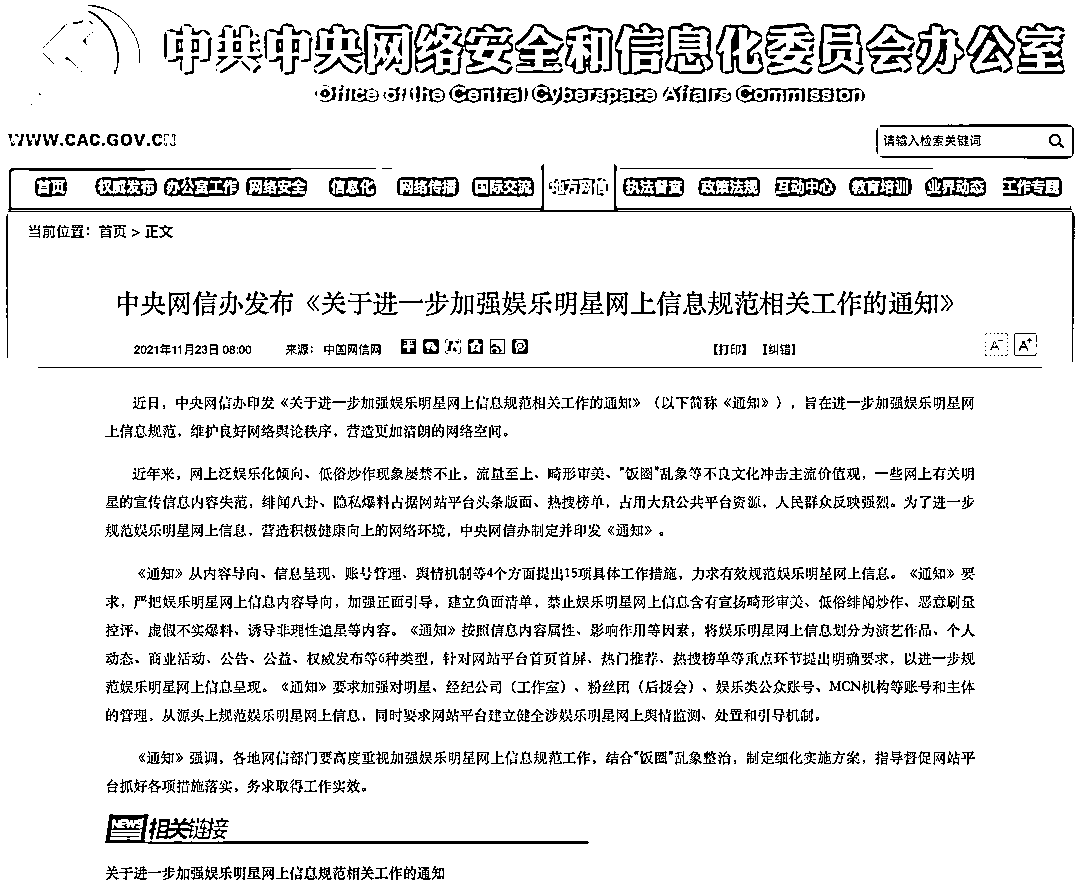 中共中央网络安全和信息化委员会办公室
Office of the Central Cyberspace Affairs Commission
WWW.CAC.GOV.CN
请输入检索关键词
首页 权威发布 办公室工作 网络安全 信息化 网络传播 国际交流 地方网信 执法督查 政策法规 互动中心 教育培训 业界动态 工作专题
当前位置：首页 > 正文
中央网信办发布《关于进一步加强娱乐明星网上信息规范相关工作的通知》
2021年11月23日 08:00 来源： 中国网信网 【打印】 【纠错】 A- A+
近日，中央网信办印发《关于进一步加强娱乐明星网上信息规范相关工作的通知》（以下简称《通知》），旨在进一步加强娱乐明星网
上信息规范，维护良好网络舆论秩序，营造更加清朗的网络空间。
近年来，网上泛娱乐化倾向、低俗炒作现象屡禁不止，流量至上、畸形审美、"饭圈"乱象等不良文化冲击主流价值观，一些网上有关明
星的宣传信息内容失范，绯闻八卦、隐私爆料占据网站平台头条版面、热搜榜单，占用大量公共平台资源，人民群众反映强烈。为了进一步
规范娱乐明星网上信息，营造积极健康向上的网络环境，中央网信办制定并印发《通知》。
《通知》从内容导向、信息呈现、账号管理、舆情机制等4个方面提出15项具体工作措施，力求有效规范娱乐明星网上信息。《通知》要
求，严把娱乐明星网上信息内容导向，加强正面引导，建立负面清单，禁止娱乐明星网上信息含有宣扬畸形审美、低俗绯闻炒作、恶意刷量
控评、虚假不实爆料、诱导非理性追星等内容。《通知》按照信息内容属性、影响作用等因素，将娱乐明星网上信息划分为演艺作品、个人
动态、商业活动、公告、公益、权威发布等6种类型，针对网站平台首页首屏、热门推荐、热搜榜单等重点环节提出明确要求，以进一步规
范娱乐明星网上信息呈现。《通知》要求加强对明星、经纪公司（工作室）、粉丝团（后援会）、娱乐类公众账号、MCN机构等账号和主体
的管理，从源头上规范娱乐明星网上信息，同时要求网站平台建立健全涉娱乐明星网上舆情监测、处置和引导机制。
《通知》强调，各地网信部门要高度重视加强娱乐明星网上信息规范工作，结合"饭圈"乱象整治，制定细化实施方案，指导督促网站平
台抓好各项措施落实，务求取得工作实效。
NEWS 相关链接
关于进一步加强娱乐明星网上信息规范相关工作的通知